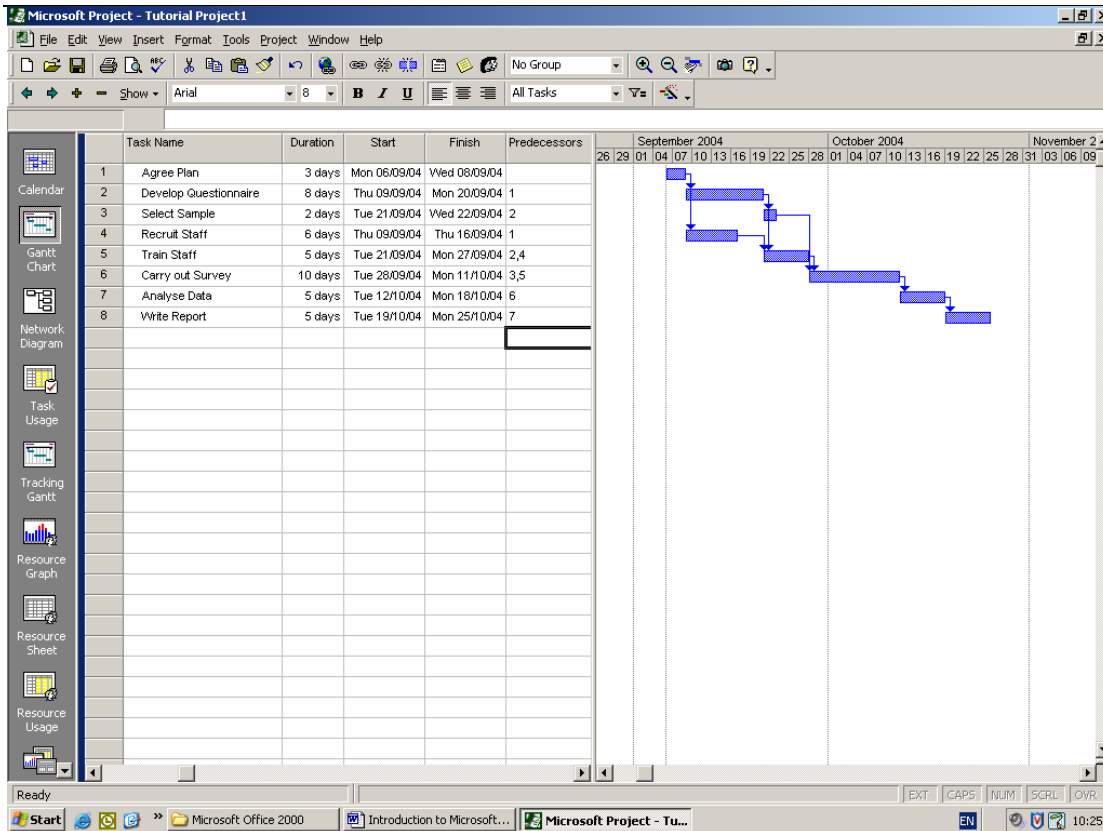 Microsoft Project - Tutorial Project1
File Edit View Insert Format Tools Project Window Help
No Group
Show Arial 8 B I U All Tasks
Task Name Duration Start Finish Predecessors
September 2004 October 2004 November 2
26 29 01 04 07 10 13 16 19 22 25 28 01 04 07 10 13 16 19 22 25 28 31 03 06 09
1 Agree Plan 3 days Mon 06/09/04 Wed 08/09/04
2 Develop Questionnaire 8 days Thu 09/09/04 Mon 20/09/04 1
3 Select Sample 2 days Tue 21/09/04 Wed 22/09/04 2
4 Recruit Staff 6 days Thu 09/09/04 Thu 16/09/04 1
5 Train Staff 5 days Tue 21/09/04 Mon 27/09/04 2,4
6 Carry out Survey 10 days Tue 28/09/04 Mon 11/10/04 3,5
7 Analyse Data 5 days Tue 12/10/04 Mon 18/10/04 6
8 Write Report 5 days Tue 19/10/04 Mon 25/10/04 7
Calendar
Gantt
Chart
Network
Diagram
Task
Usage
Tracking
Gantt
Resource
Graph
Resource
Sheet
Resource
Usage
Ready EXT CAPS NUM SCRL OVR
Start » Microsoft Office 2000 Introduction to Microsoft... Microsoft Project - Tu... EN 10:25